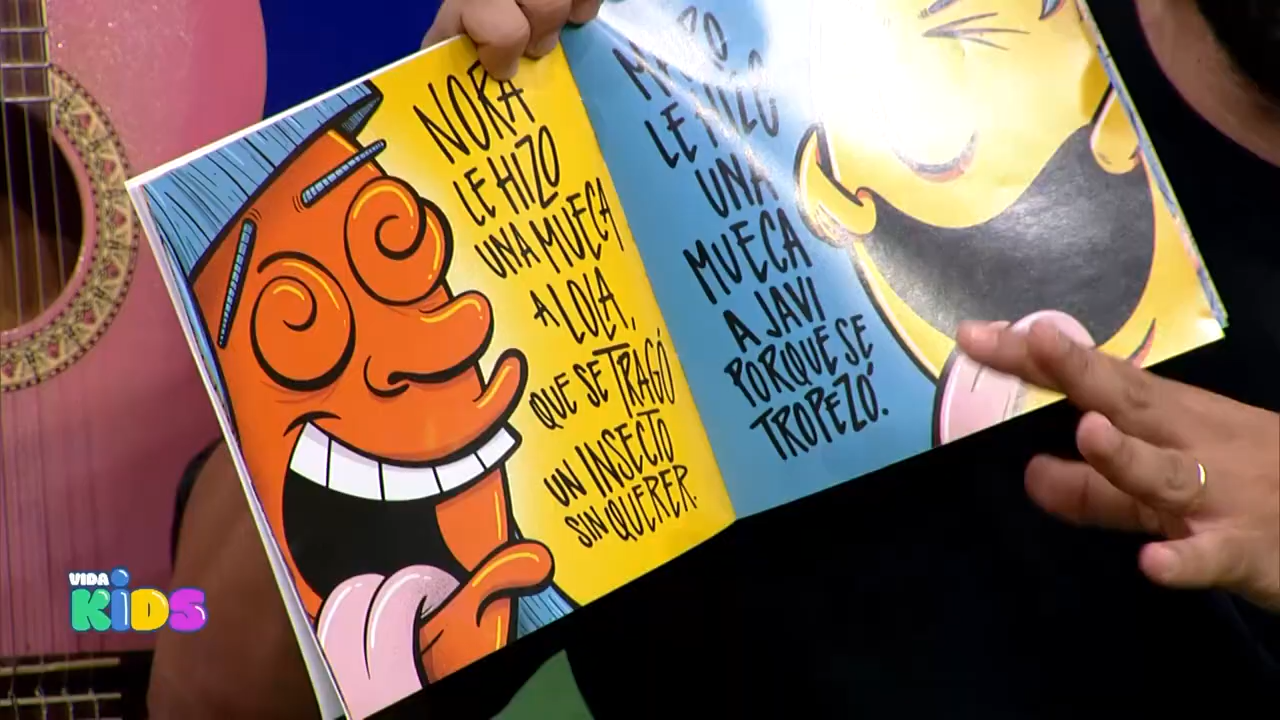 NORA
LE HIZO
UNA MUECA
A LOLA,
QUE SE TRAGÓ
UN INSECTO
SIN QUERER.
LE HIZO
UNA
MUECA
A JAVI
PORQUE SE
TROPEZÓ.
VIDA
KiDS